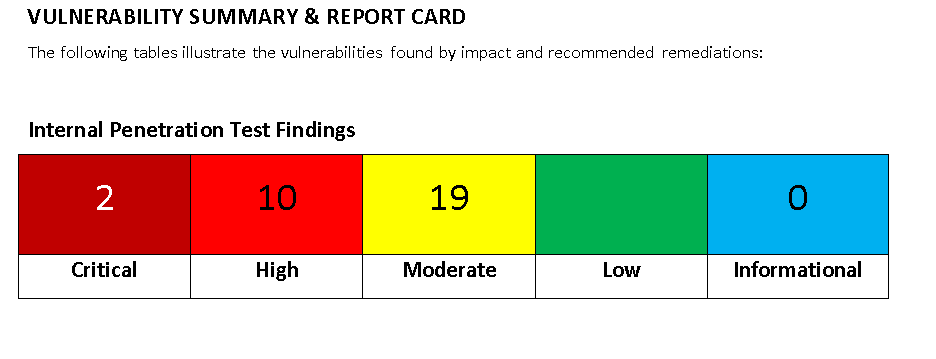 VULNERABILITY SUMMARY & REPORT CARD
The following tables illustrate the vulnerabilities found by impact and recommended remediations:
Internal Penetration Test Findings
2 10 19 0
Critical High Moderate Low Informational